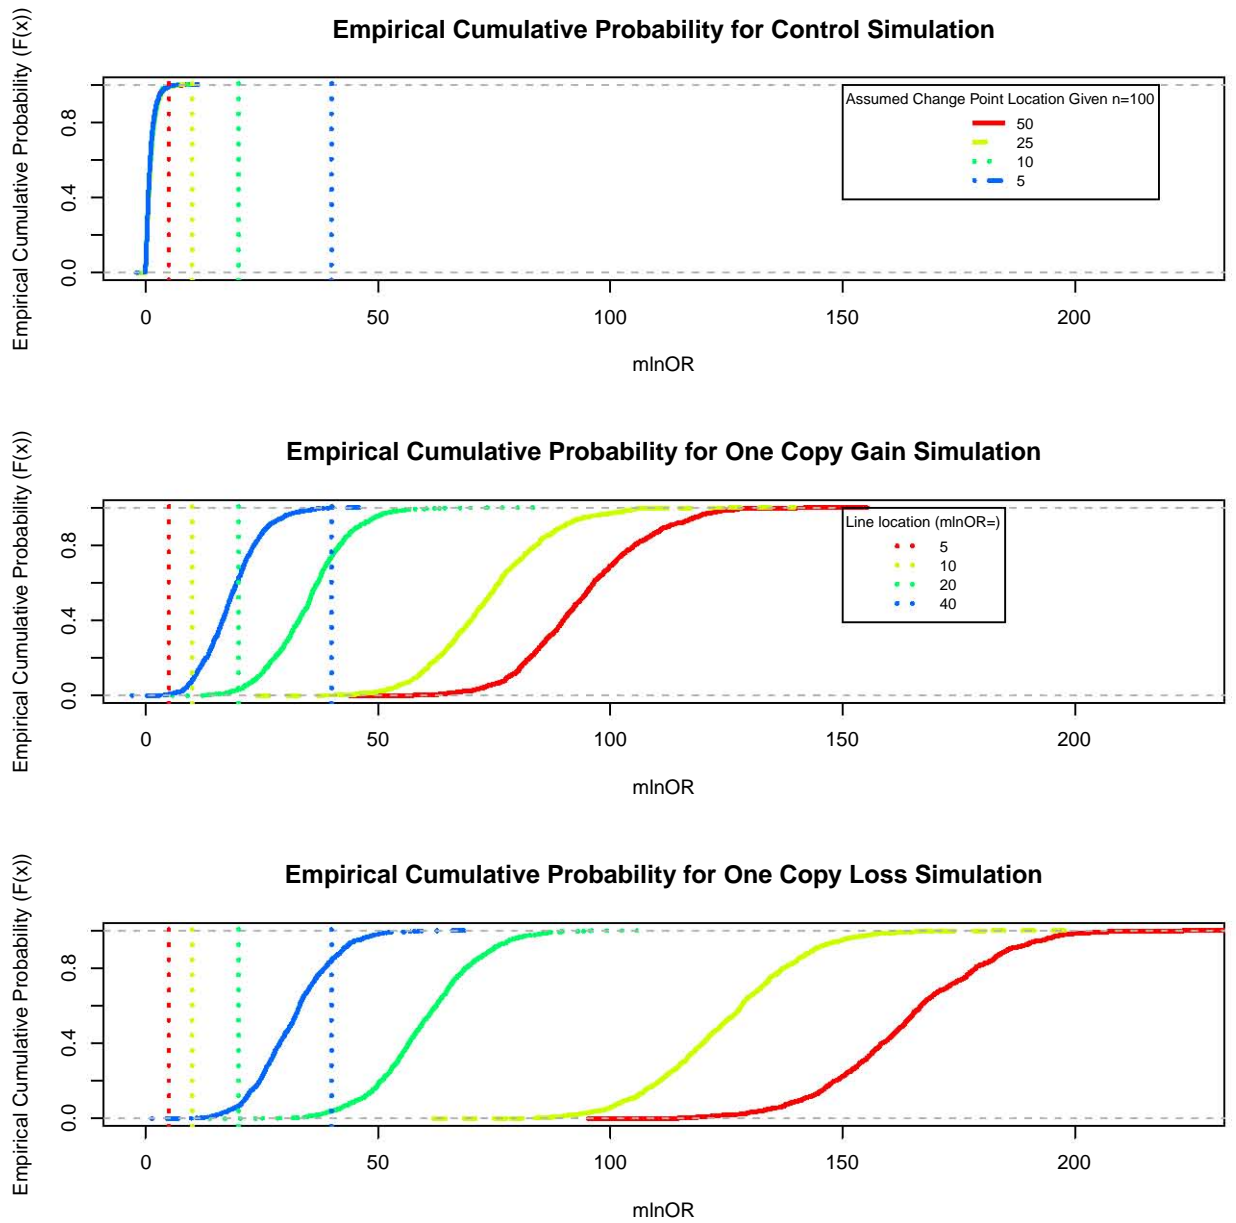 Empirical Cumulative Probability for Control Simulation
Empirical Cumulative Probability (F(x))
0.0
0.4
0.8
Assumed Change Point Location Given n=100
50
25
10
5
0 50 100 150 200
mlnOR
Empirical Cumulative Probability for One Copy Gain Simulation
Empirical Cumulative Probability (F(x))
0.0
0.4
0.8
Line location (mlnOR=)
5
10
20
40
0 50 100 150 200
mlnOR
Empirical Cumulative Probability for One Copy Loss Simulation
Empirical Cumulative Probability (F(x))
0.0
0.4
0.8
0 50 100 150 200
mlnOR